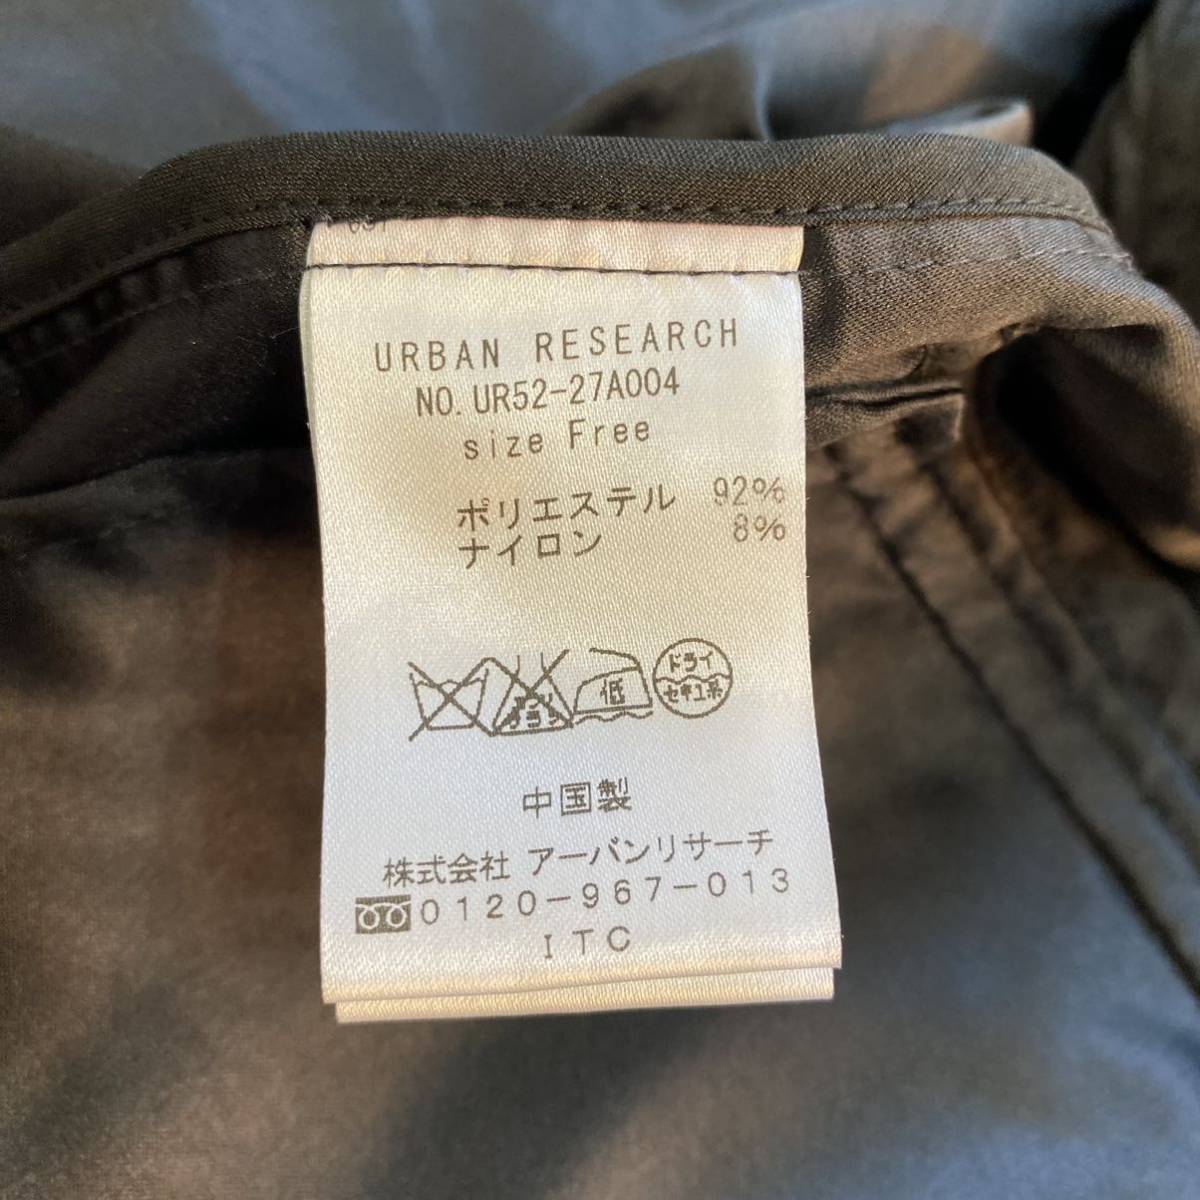 URBAN RESEARCH
NO. UR52-27A004
size Free
ポリエステル 92%
ナイロン 8%
低
ドライ
セキユ系
中国製
株式会社 アーバンリサーチ
0120-967-013
ITC